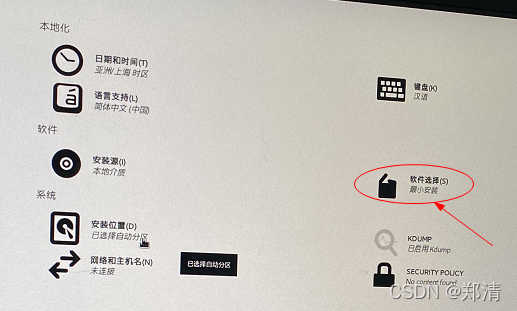 本地化
日期和时间(T)
亚洲/上海 时区
键盘(K)
汉语
语言支持(L)
简体中文 (中国)
软件
安装源(I)
本地介质
软件选择(S)
最小安装
系统
安装位置(D)
已选择自动分区
KDUMP
已启用 Kdump
网络和主机名(N)
未连接
已选择自动分区
SECURITY POLICY
No content found
CSDN @郑清